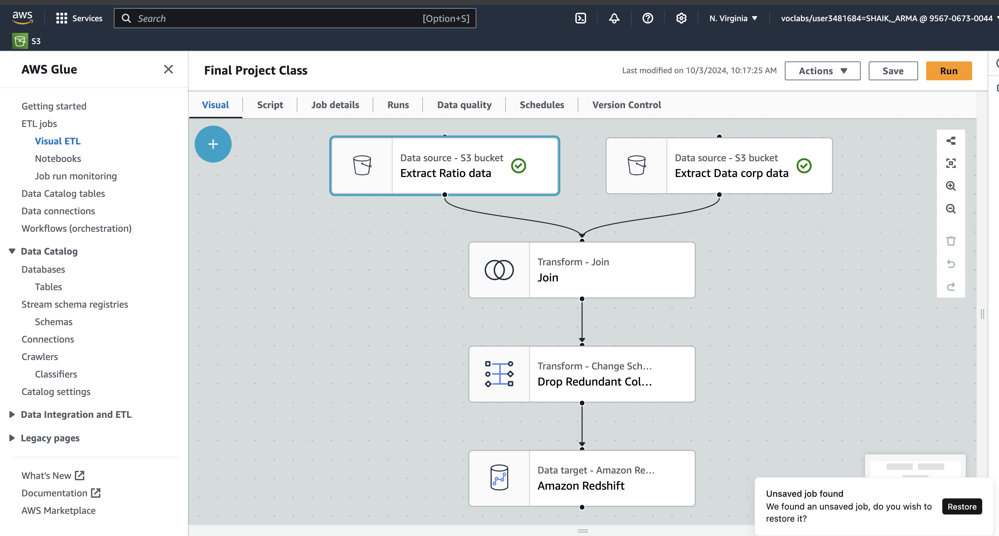 aws
Services
Search
[Option+S]
N. Virginia
voclabs/user3481684=SHAIK,_ARMA @ 9567-0673-0044
S3
AWS Glue
Getting started
ETL jobs
Visual ETL
Notebooks
Job run monitoring
Data Catalog tables
Data connections
Workflows (orchestration)
Data Catalog
Databases
Tables
Stream schema registries
Schemas
Connections
Crawlers
Classifiers
Catalog settings
Data Integration and ETL
Legacy pages
What's New
Documentation
AWS Marketplace
Final Project Class
Last modified on 10/3/2024, 10:17:25 AM
Actions
Save
Run
Visual
Script
Job details
Runs
Data quality
Schedules
Version Control
Data source - S3 bucket
Extract Ratio data
Data source - S3 bucket
Extract Data corp data
Transform - Join
Join
Transform - Change Sch...
Drop Redundant Col...
Data target - Amazon Re...
Amazon Redshift
Unsaved job found
We found an unsaved job, do you wish to
restore it?
Restore